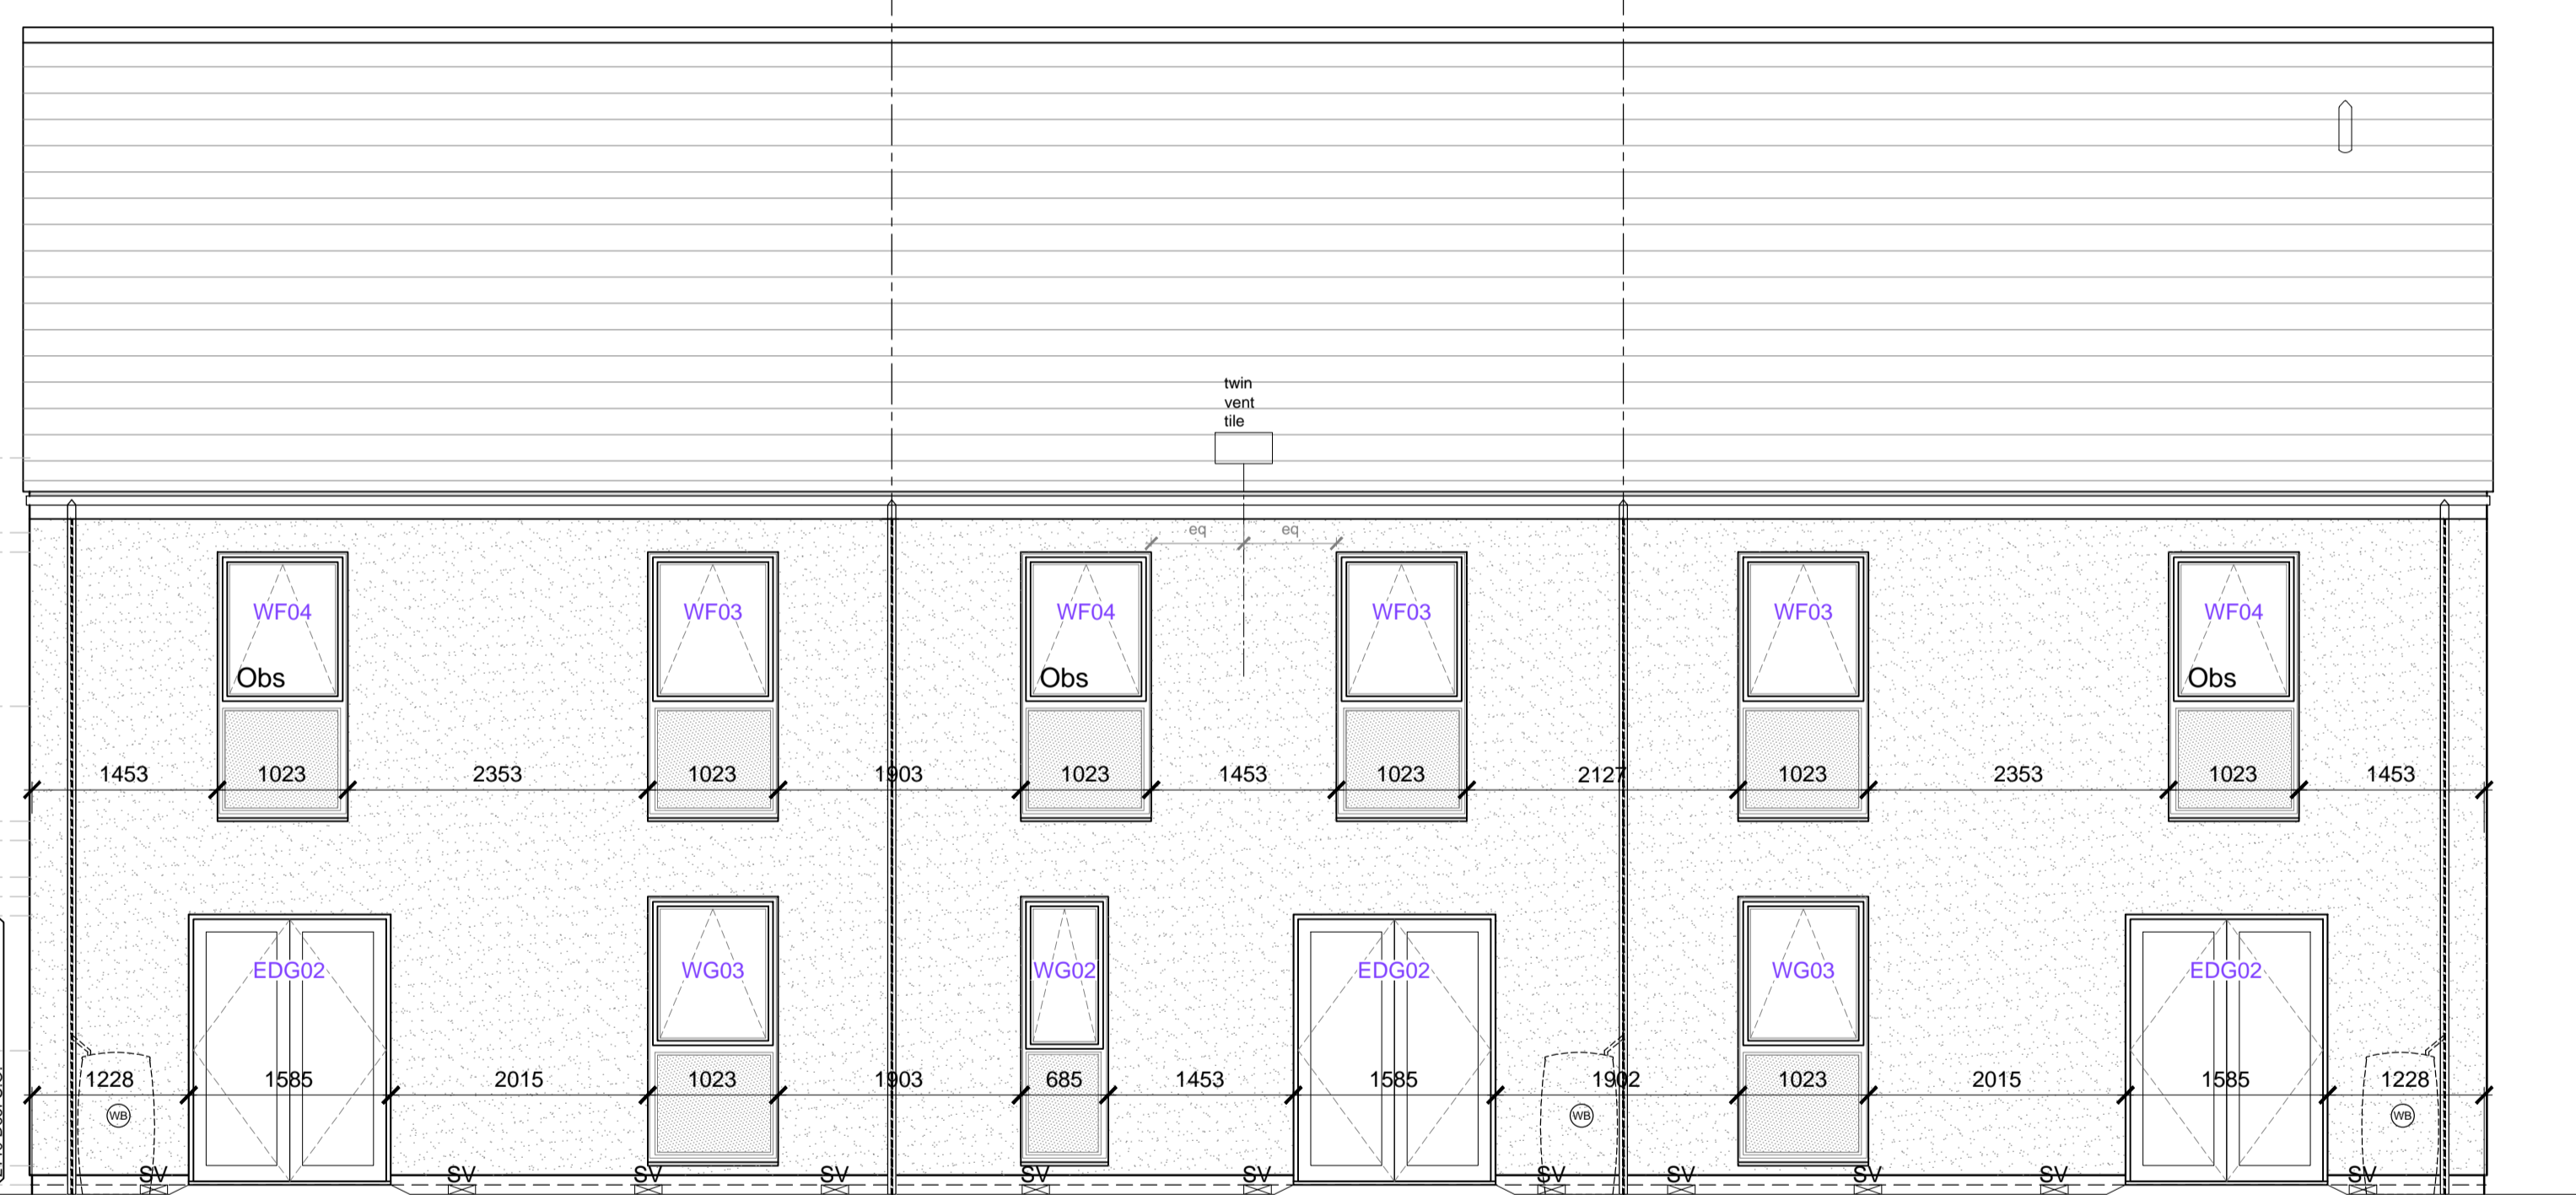 twin
vent
tile
eq eq
WF04 WF03 WF04 WF03 WF03 WF04
Obs Obs Obs
1453 1023 2353 1023 1903 1023 1453 1023 2127 1023 2353 1023 1453
EDG02 WG03 WG02 EDG02 WG03 EDG02
1228 1585 2015 1023 1903 685 1453 1585 1902 1023 2015 1585 1228
WB WB WB
SV SV SV SV SV SV SV SV SV SV SV